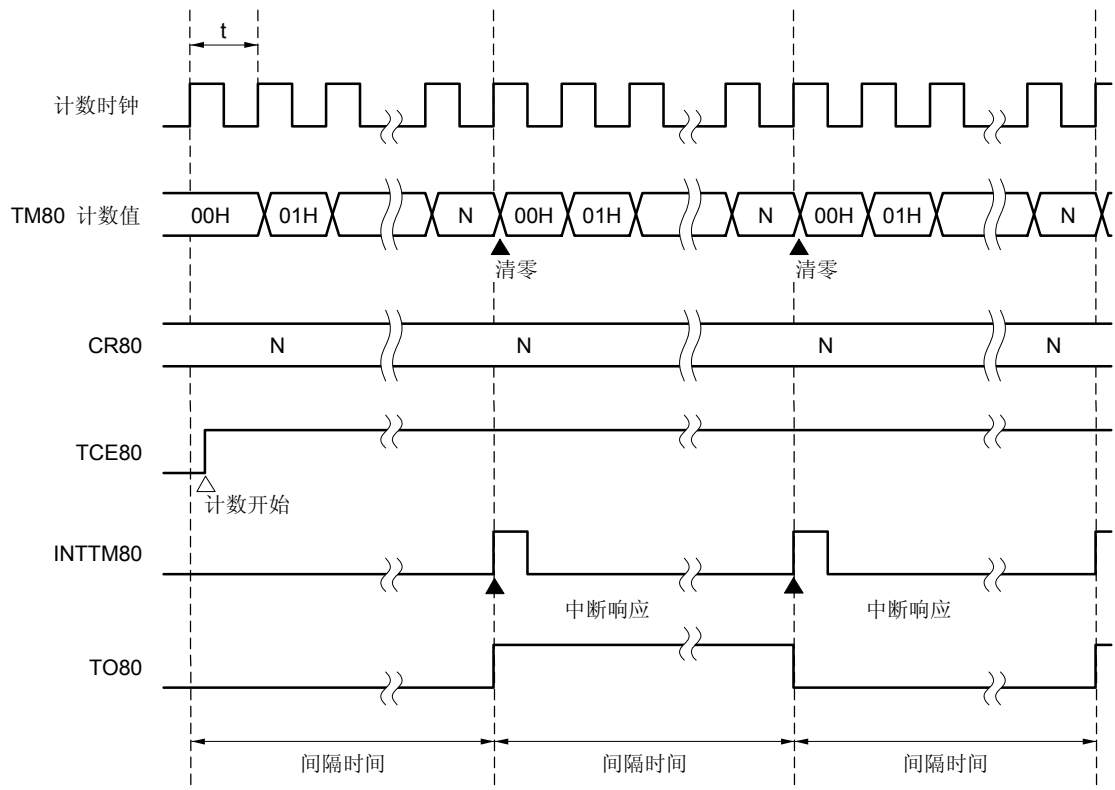 t
计数时钟
TM80 计数值 00H 01H N 00H 01H N 00H 01H N
清零 清零
CR80 N N N N
TCE80
计数开始
INTTM80
中断响应 中断响应
TO80
间隔时间 间隔时间 间隔时间